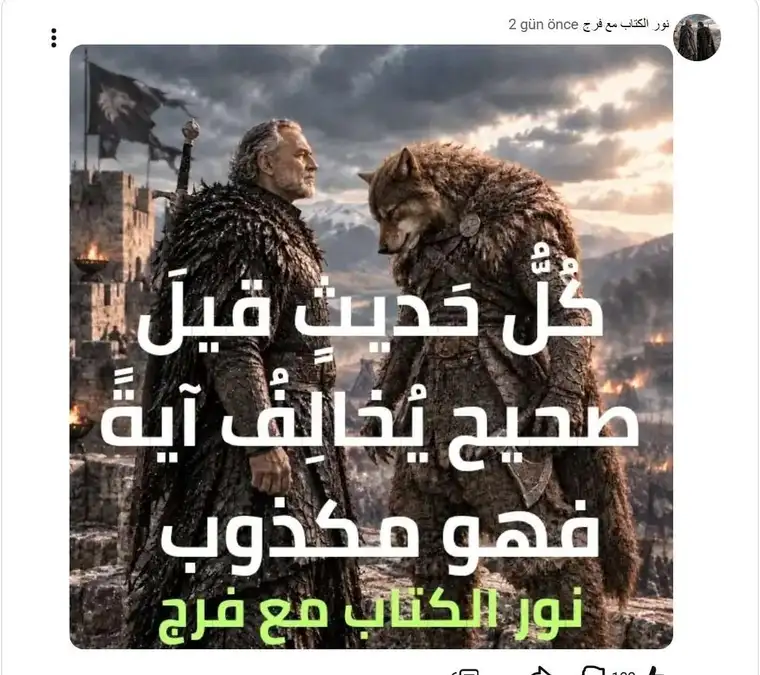 نور الكتاب مع فرج 2 gün önce
كُلُّ حَديثٍ قيلَ
صحيح يُخالِفُ آيةً
فهو مكذوب
نور الكتاب مع فرج